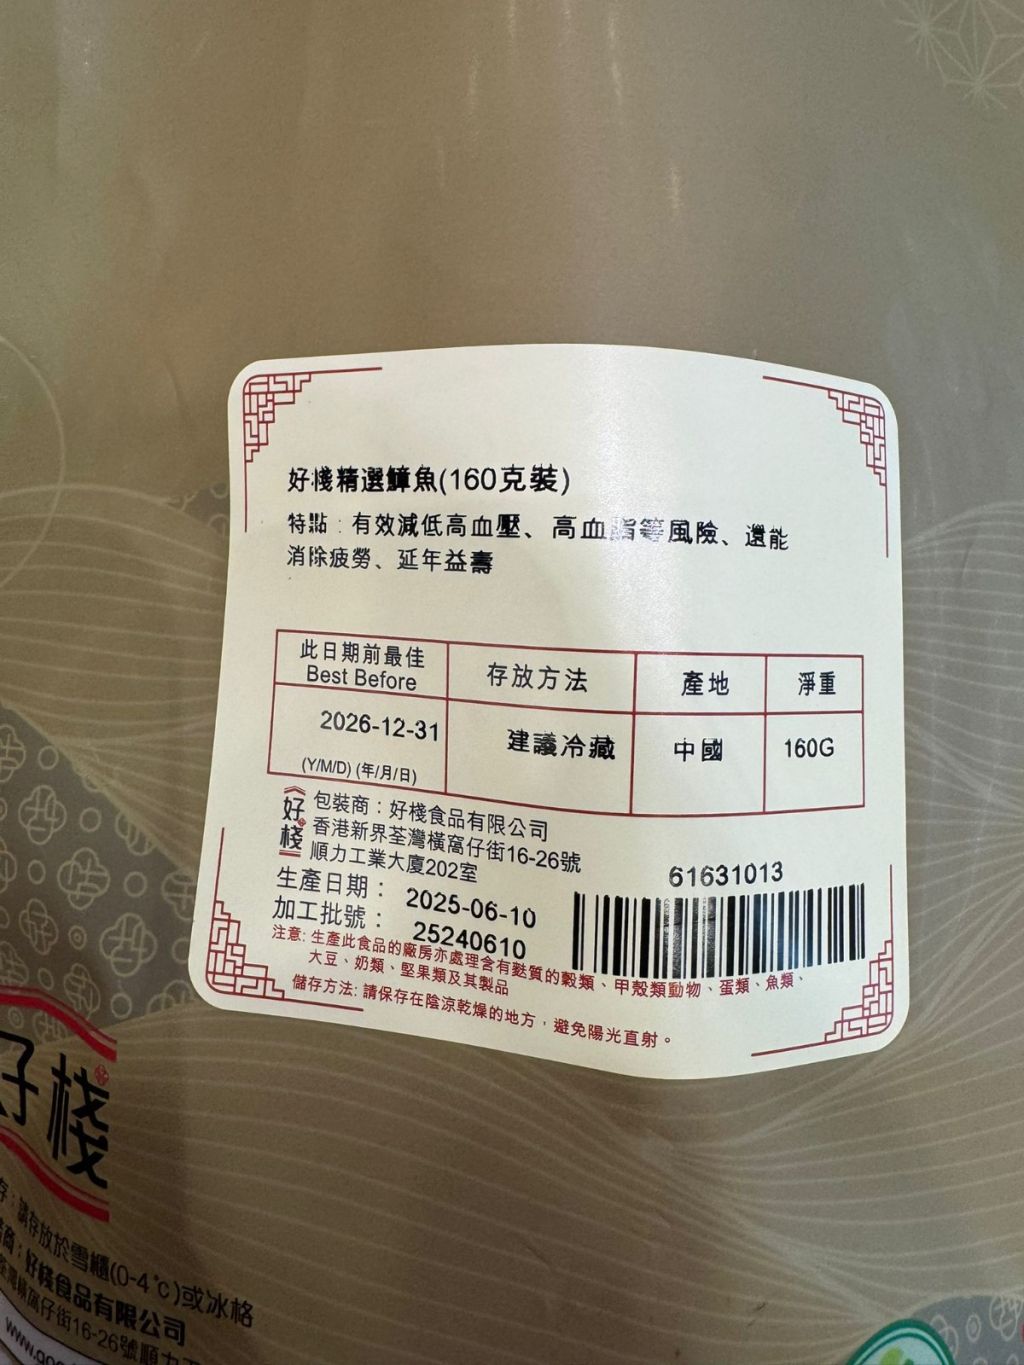 好棧精選鱆魚(160克裝)
特點：有效減低高血壓、高血脂等風險、還能
消除疲勞、延年益壽
此日期前最佳
Best Before
存放方法
產地
淨重
2026-12-31
(Y/M/D) (年/月/日)
建議冷藏
中國
160G
好棧
包裝商：好棧食品有限公司
香港新界荃灣橫窩仔街16-26號
順力工業大廈202室
61631013
生產日期： 2025-06-10
加工批號： 25240610
注意: 生產此食品的廠房亦處理含有麩質的穀類、甲殼類動物、蛋類、魚類、
大豆、奶類、堅果類及其製品
儲存方法: 請保存在陰涼乾燥的地方，避免陽光直射。
好棧
存：請存放於雪櫃(0-4℃)或冰格
商：好棧食品有限公司
荃灣橫窩仔街16-26號順力
www.go